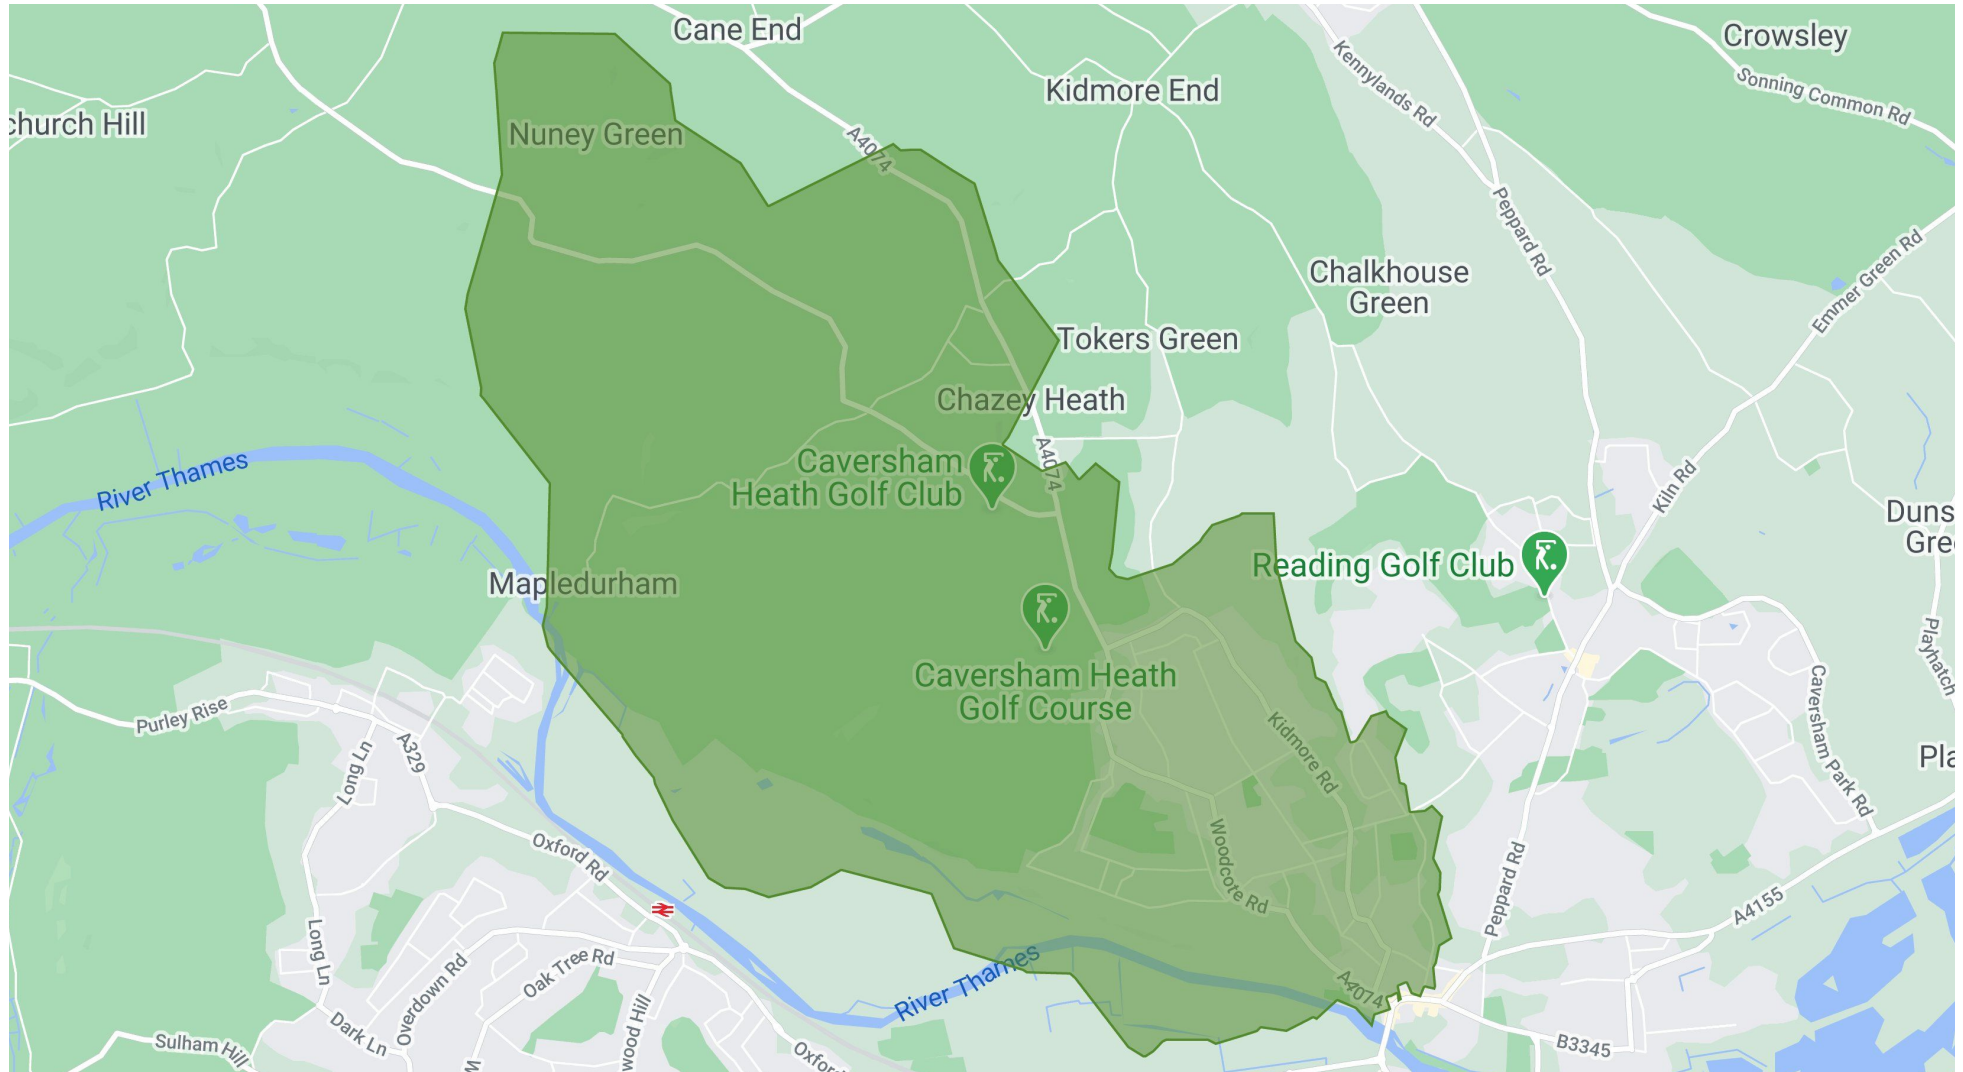 Cane End
Crowsley
Kennylands Rd
Sonning Common Rd
Kidmore End
church Hill
Nuney Green
A4074
Peppard Rd
Emmer Green Rd
Chalkhouse
Green
Tokers Green
Chazey Heath
A4074
Caversham
Heath Golf Club
River Thames
Kiln Rd
Duns
Gre
Reading Golf Club
Mapledurham
Caversham Heath
Golf Course
Playhatch
Purley Rise
Long Ln
A329
Kidmore Rd
Caversham Park Rd
Pla
Oxford Rd
Woodcote Rd
Peppard Rd
A4155
Long Ln
Overdown Rd
Oak Tree Rd
River Thames
A4074
Dark Ln
wood Hill
Sulham Hill
Oxford
B3345